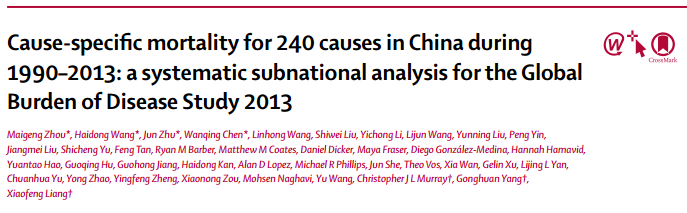 Cause-specific mortality for 240 causes in China during
1990–2013: a systematic subnational analysis for the Global
Burden of Disease Study 2013
W
CrossMark
Maigeng Zhou*, Haidong Wang*, Jun Zhu*, Wanqing Chen*, Linhong Wang, Shiwei Liu, Yichong Li, Lijun Wang, Yunning Liu, Peng Yin,
Jiangmei Liu, Shicheng Yu, Feng Tan, Ryan M Barber, Matthew M Coates, Daniel Dicker, Maya Fraser, Diego González-Medina, Hannah Hamavid,
Yuantao Hao, Guoqing Hu, Guohong Jiang, Haidong Kan, Alan D Lopez, Michael R Phillips, Jun She, Theo Vos, Xia Wan, Gelin Xu, Lijing L Yan,
Chuanhua Yu, Yong Zhao, Yingfeng Zheng, Xiaonong Zou, Mohsen Naghavi, Yu Wang, Christopher J L Murray†, Gonghuan Yang†,
Xiaofeng Liang†